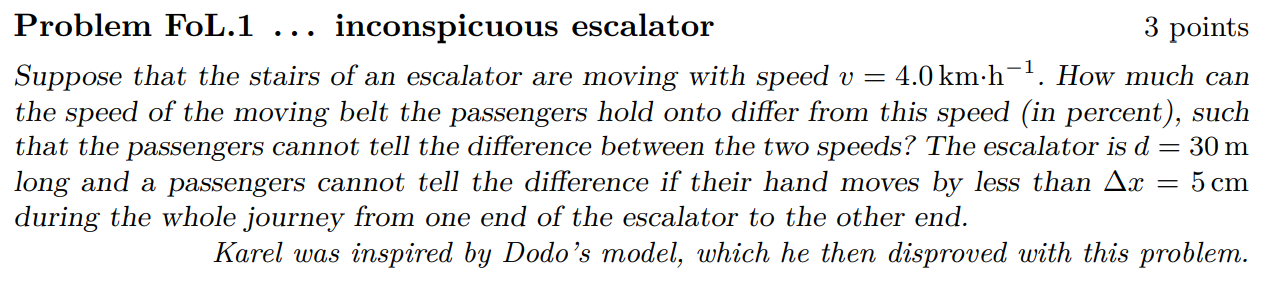 Problem FoL.1 ... inconspicuous escalator 3 points
Suppose that the stairs of an escalator are moving with speed v = 4.0 km·h⁻¹. How much can
the speed of the moving belt the passengers hold onto differ from this speed (in percent), such
that the passengers cannot tell the difference between the two speeds? The escalator is d = 30 m
long and a passengers cannot tell the difference if their hand moves by less than Δx = 5 cm
during the whole journey from one end of the escalator to the other end.
Karel was inspired by Dodo's model, which he then disproved with this problem.